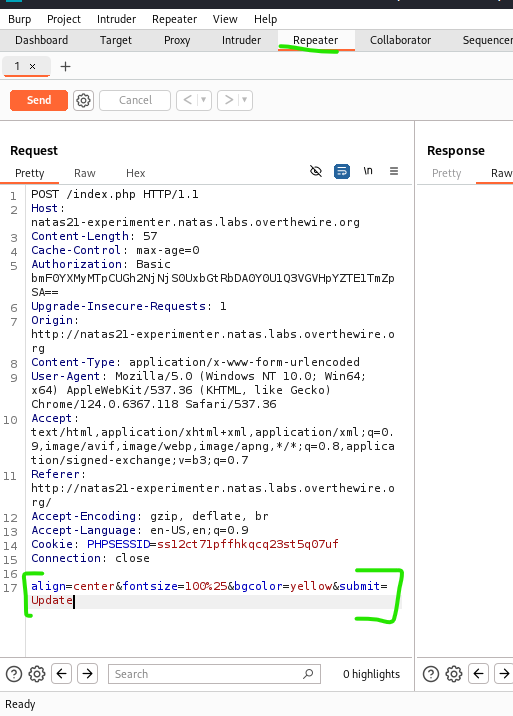 Burp Project Intruder Repeater View Help
Dashboard Target Proxy Intruder Repeater Collaborator Sequencer
1 × +
Send Cancel < >
Request
Response
Pretty Raw Hex \n
Pretty Raw
1 POST /index.php HTTP/1.1
2 Host:
natas21-experimenter.natas.labs.overthewire.org
3 Content-Length: 57
4 Cache-Control: max-age=0
5 Authorization: Basic
bmF0YXMyMTpCUGh2NjNjS0UxbGtRbDA0Y0U1Q3VGVHpYZTE1TmZp
SA==
6 Upgrade-Insecure-Requests: 1
7 Origin:
http://natas21-experimenter.natas.labs.overthewire.o
rg
8 Content-Type: application/x-www-form-urlencoded
9 User-Agent: Mozilla/5.0 (Windows NT 10.0; Win64;
x64) AppleWebKit/537.36 (KHTML, like Gecko)
Chrome/124.0.6367.118 Safari/537.36
10 Accept:
text/html,application/xhtml+xml,application/xml;q=0.
9,image/avif,image/webp,image/apng,*/*;q=0.8,applica
tion/signed-exchange;v=b3;q=0.7
11 Referer:
http://natas21-experimenter.natas.labs.overthewire.o
rg/
12 Accept-Encoding: gzip, deflate, br
13 Accept-Language: en-US,en;q=0.9
14 Cookie: PHPSESSID=ssl2ct71pffhkqcq23st5q07uf
15 Connection: close
16
17 align=center&fontsize=100%25&bgcolor=yellow&submit=
Update
Search 0 highlights
Ready